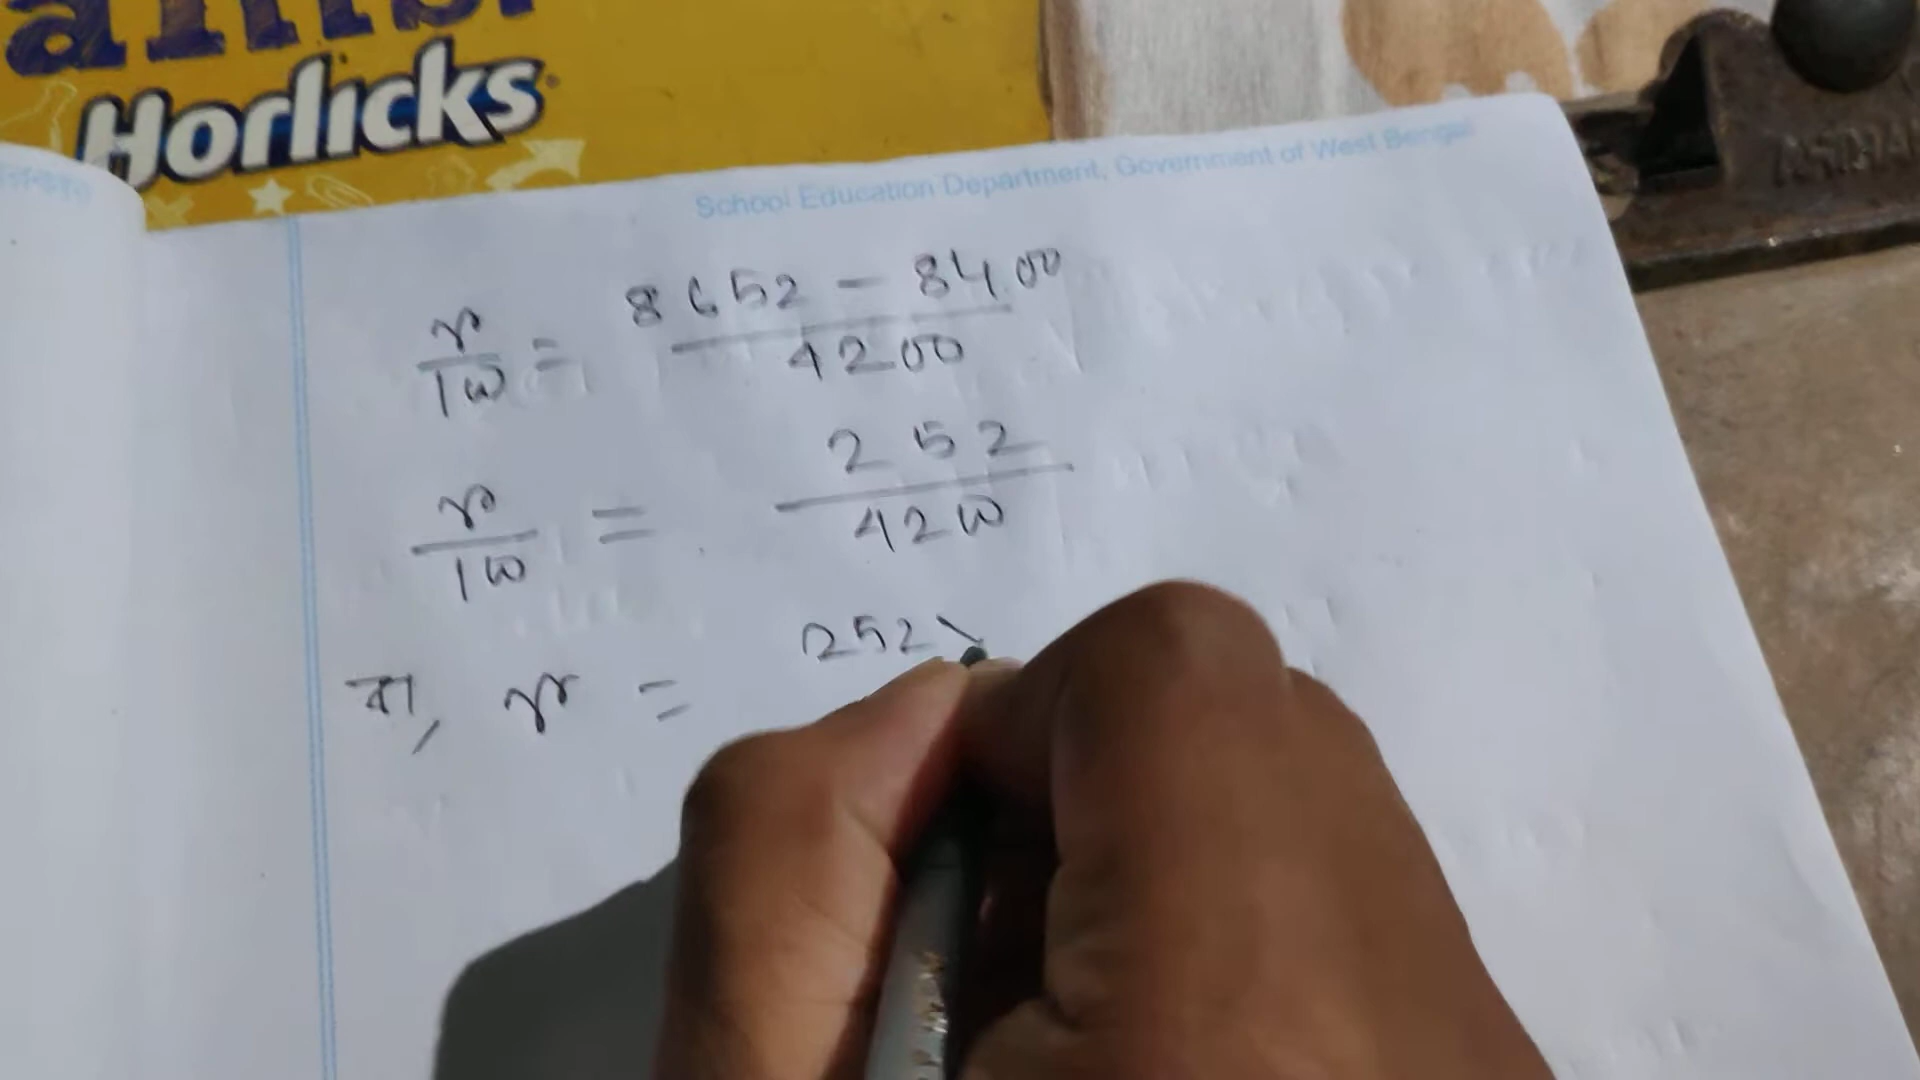 Horlicks
School Education Department, Government of West Bengal
r/100 = 8652 - 8400/4200
r/100 = 252/4200
বা, r = 252 ×